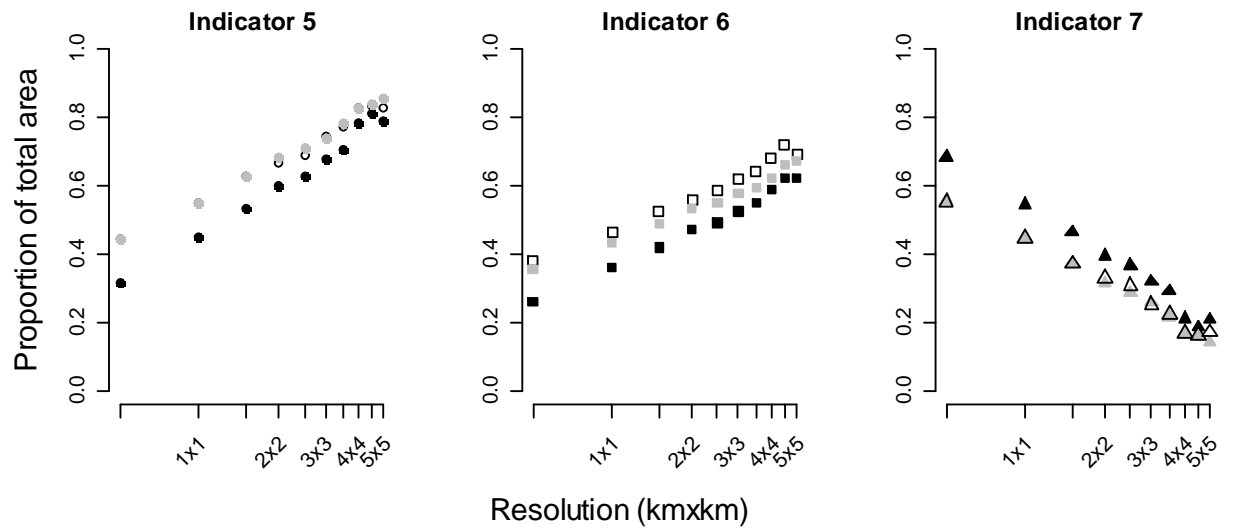 Indicator 5
Indicator 6
Indicator 7
Proportion of total area
1.0
0.8
0.6
0.4
0.2
0.0
1x1
2x2
3x3
4x4
5x5
1.0
0.8
0.6
0.4
0.2
0.0
1x1
2x2
3x3
4x4
5x5
1.0
0.8
0.6
0.4
0.2
0.0
1x1
2x2
3x3
4x4
5x5
Resolution (kmxkm)